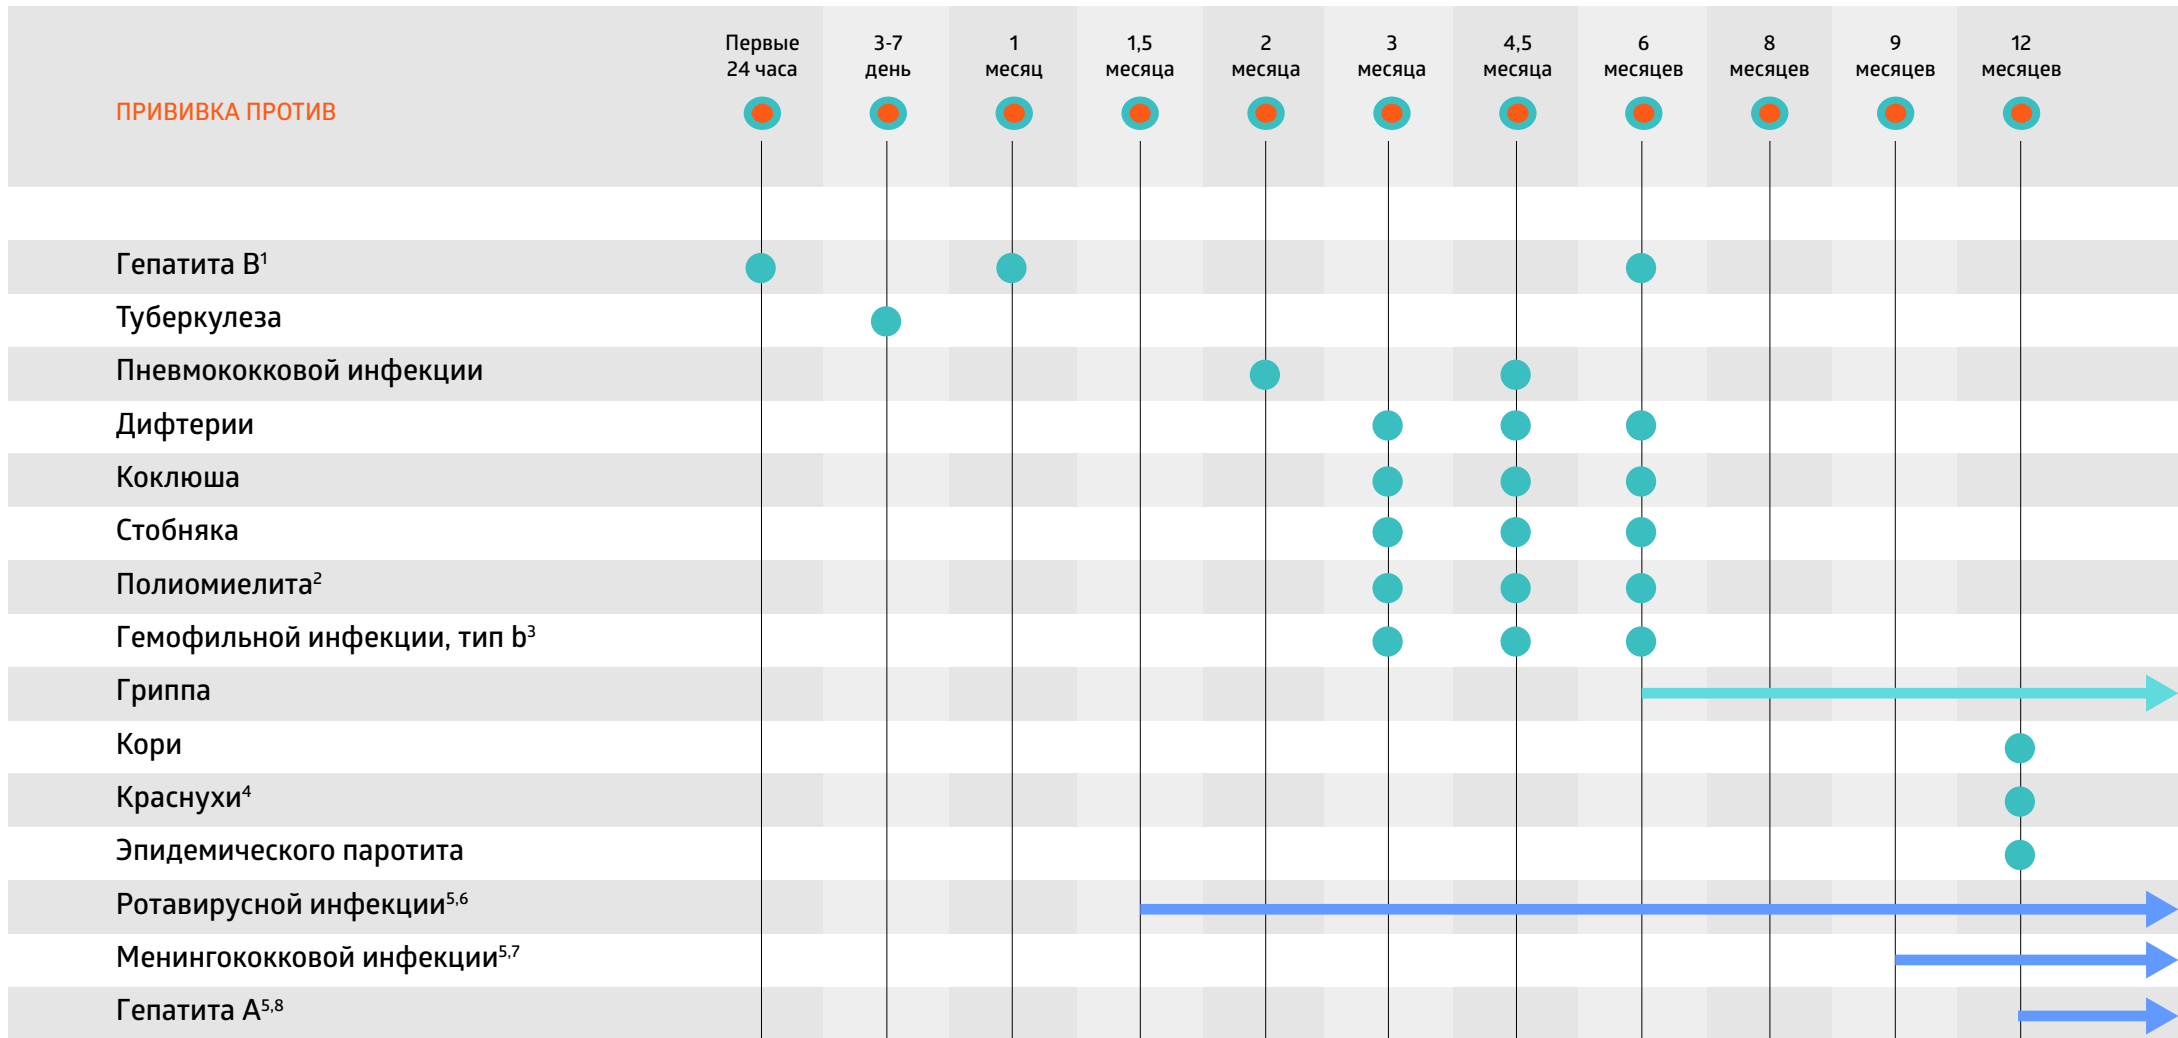 Первые 24 часа
3-7 день
1 месяц
1,5 месяца
2 месяца
3 месяца
4,5 месяца
6 месяцев
8 месяцев
9 месяцев
12 месяцев
ПРИВИВКА ПРОТИВ
Гепатита В¹
Туберкулеза
Пневмококковой инфекции
Дифтерии
Коклюша
Стобняка
Полиомиелита²
Гемофильной инфекции, тип b³
Гриппа
Кори
Краснухи⁴
Эпидемического паротита
Ротавирусной инфекции⁵,⁶
Менингококковой инфекции⁵,⁷
Гепатита А⁵,⁸